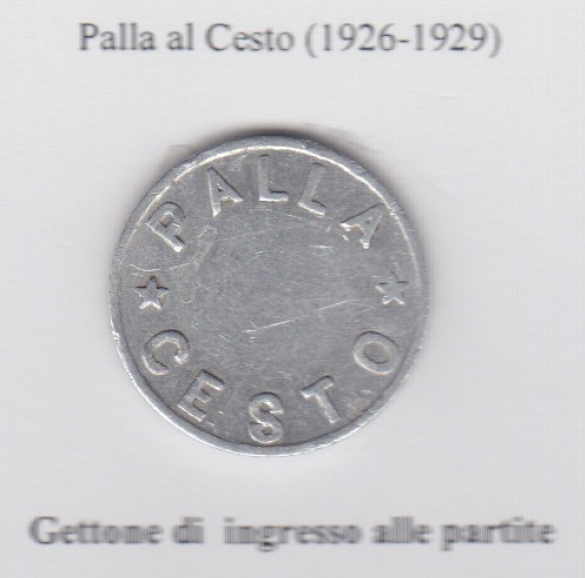 Palla al Cesto (1926-1929)
PALLA
CESTO
Gettone di ingresso alle partite